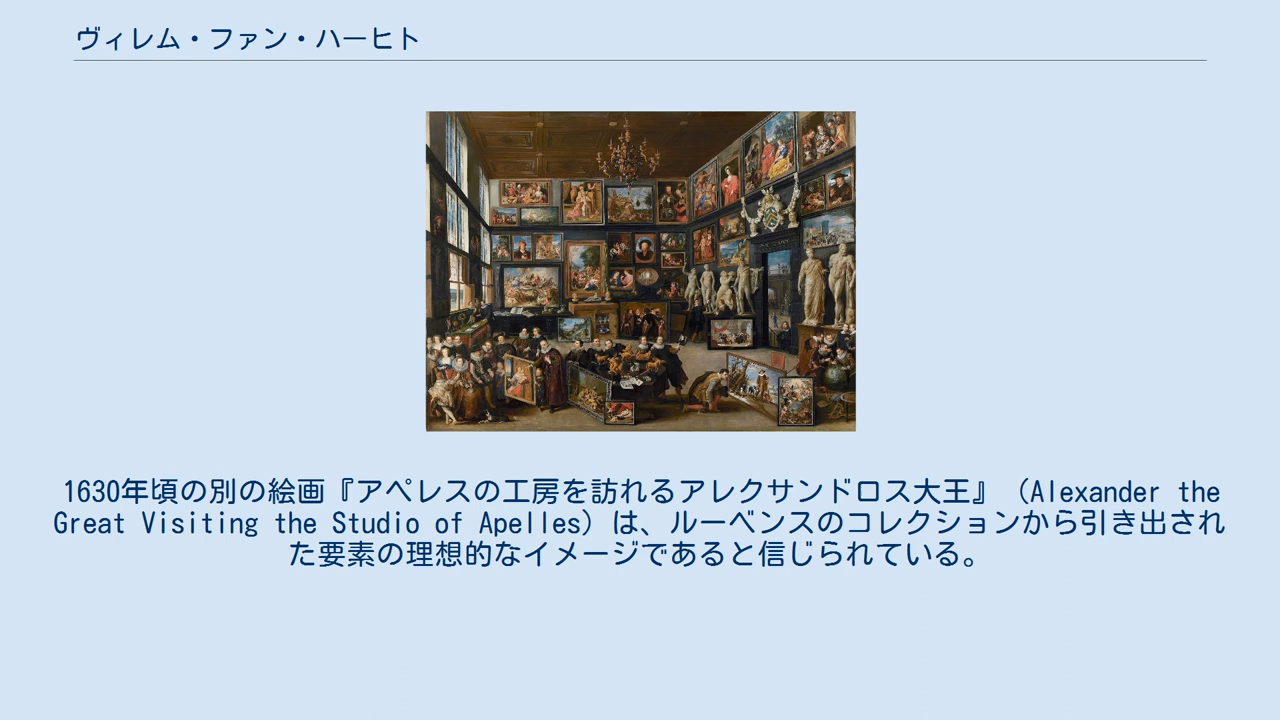 ヴィレム・ファン・ハーヒト
1630年頃の別の絵画『アペレスの工房を訪れるアレクサンドロス大王』（Alexander the
Great Visiting the Studio of Apelles）は、ルーベンスのコレクションから引き出され
た要素の理想的なイメージであると信じられている。